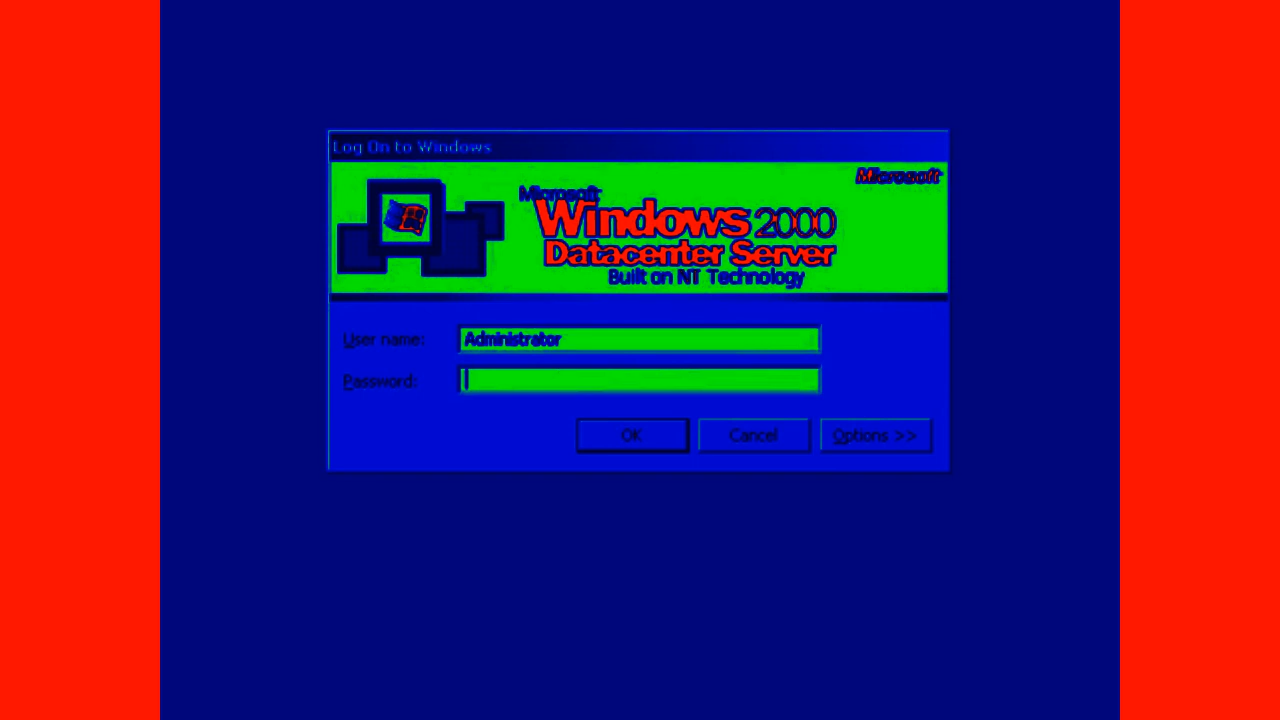 Log On to Windows
Microsoft
Microsoft
Windows 2000
Datacenter Server
Built on NT Technology
User name: Administrator
Password:
OK Cancel Options >>